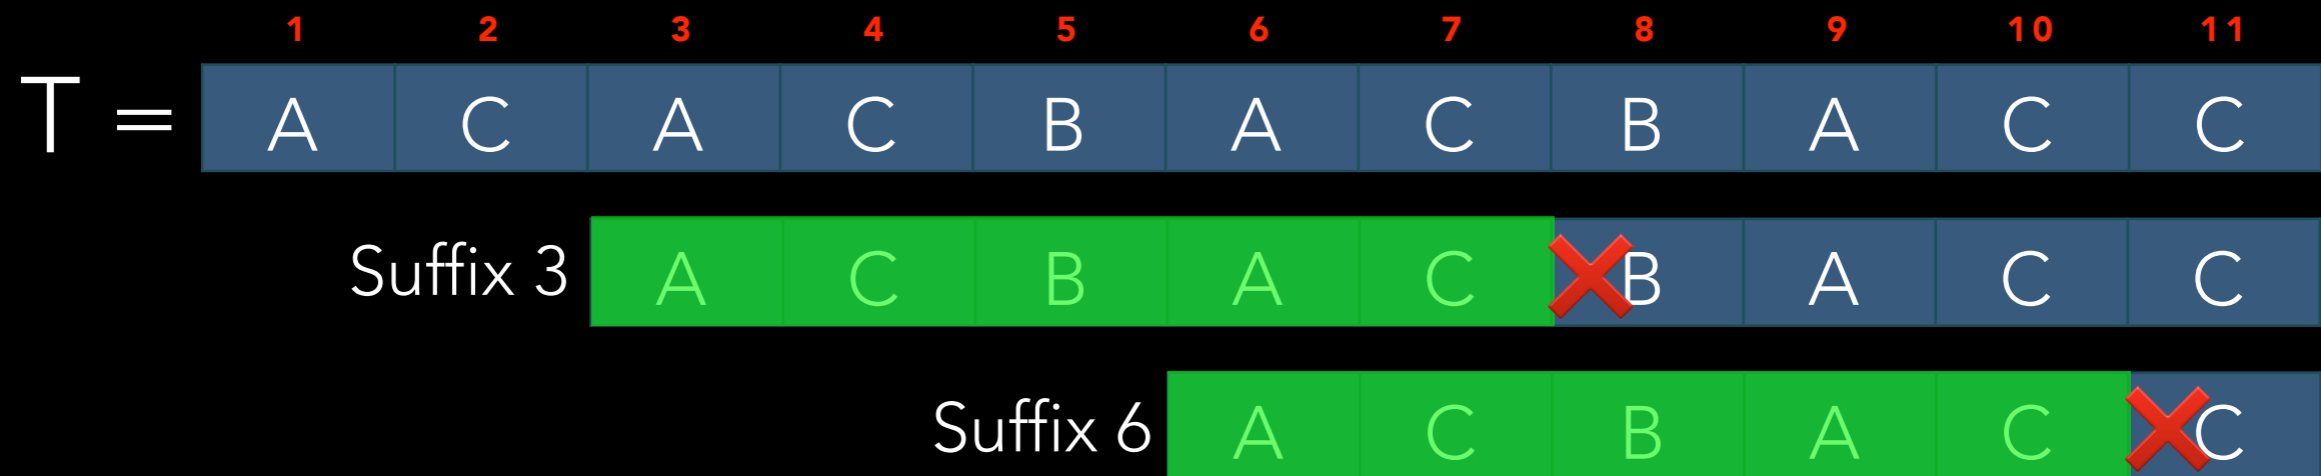 1 2 3 4 5 6 7 8 9 10 11
T = A C A C B A C B A C C
Suffix 3 A C B A C B A C C
Suffix 6 A C B A C C